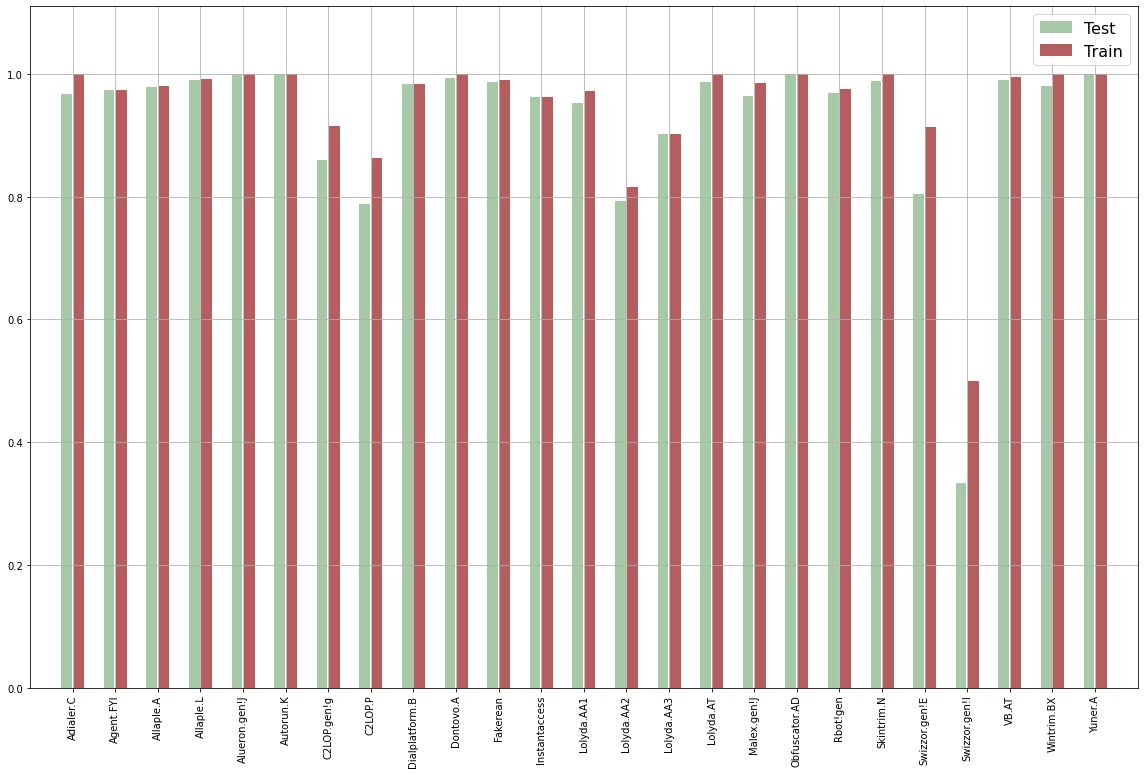 Test
Train
1.0
0.8
0.6
0.4
0.2
0.0
Adialer.C
Agent.FYI
Allaple.A
Allaple.L
Alueron.gen!J
Autorun.K
C2LOP.gen!g
C2LOP.P
Dialplatform.B
Dontovo.A
Fakerean
Instantaccess
Lolyda.AA1
Lolyda.AA2
Lolyda.AA3
Lolyda.AT
Malex.gen!J
Obfuscator.AD
Rbot!gen
Skintrim.N
Swizzor.gen!E
Swizzor.gen!I
VB.AT
Wintrim.BX
Yuner.A